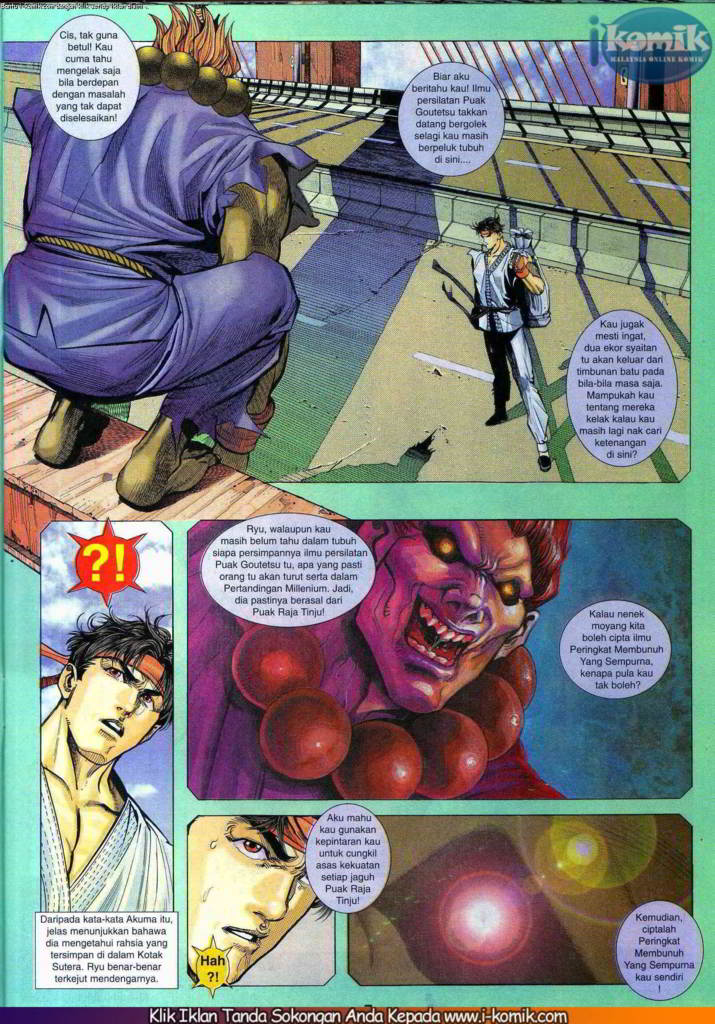 ikomik
MALAYSIA ONLINE KOMIK
Cis, tak guna
betul! Kau
cuma tahu
mengelak saja
bila berdepan
dengan masalah
yang tak dapat
diselesaikan!
Biar aku
beritahu kau! Ilmu
persilatan Puak
Goutetsu takkan
datang bergolek
selagi kau masih
berpeluk tubuh
di sini....
Kau jugak
mesti ingat,
dua ekor syaitan
tu akan keluar dari
timbunan batu pada
bila-bila masa saja.
Mampukah kau
tentang mereka
kelak kalau kau
masih lagi nak cari
ketenangan
di sini?
?!
Ryu, walaupun kau
masih belum tahu dalam tubuh
siapa persimpannya ilmu persilatan
Puak Goutetsu tu, apa yang pasti
orang tu akan turut serta dalam
Pertandingan Millenium. Jadi,
dia pastinya berasal dari
Puak Raja Tinju!
Kalau nenek
moyang kita
boleh cipta ilmu
Peringkat Membunuh
Yang Sempurna,
kenapa pula kau
tak boleh?
Daripada kata-kata Akuma itu,
jelas menunjukkan bahawa
dia mengetahui rahsia yang
tersimpan di dalam Kotak
Sutera. Ryu benar-benar
terkejut mendengarnya.
Aku mahu
kau gunakan
kepintaran kau
untuk cungkil
asas kekuatan
setiap jaguh
Puak Raja
Tinju!
Hah
?!
Kemudian,
ciptalah
Peringkat
Membunuh
Yang Sempurna
kau sendiri
!
Klik Iklan Tanda Sokongan Anda Kepada www.i-komik.com